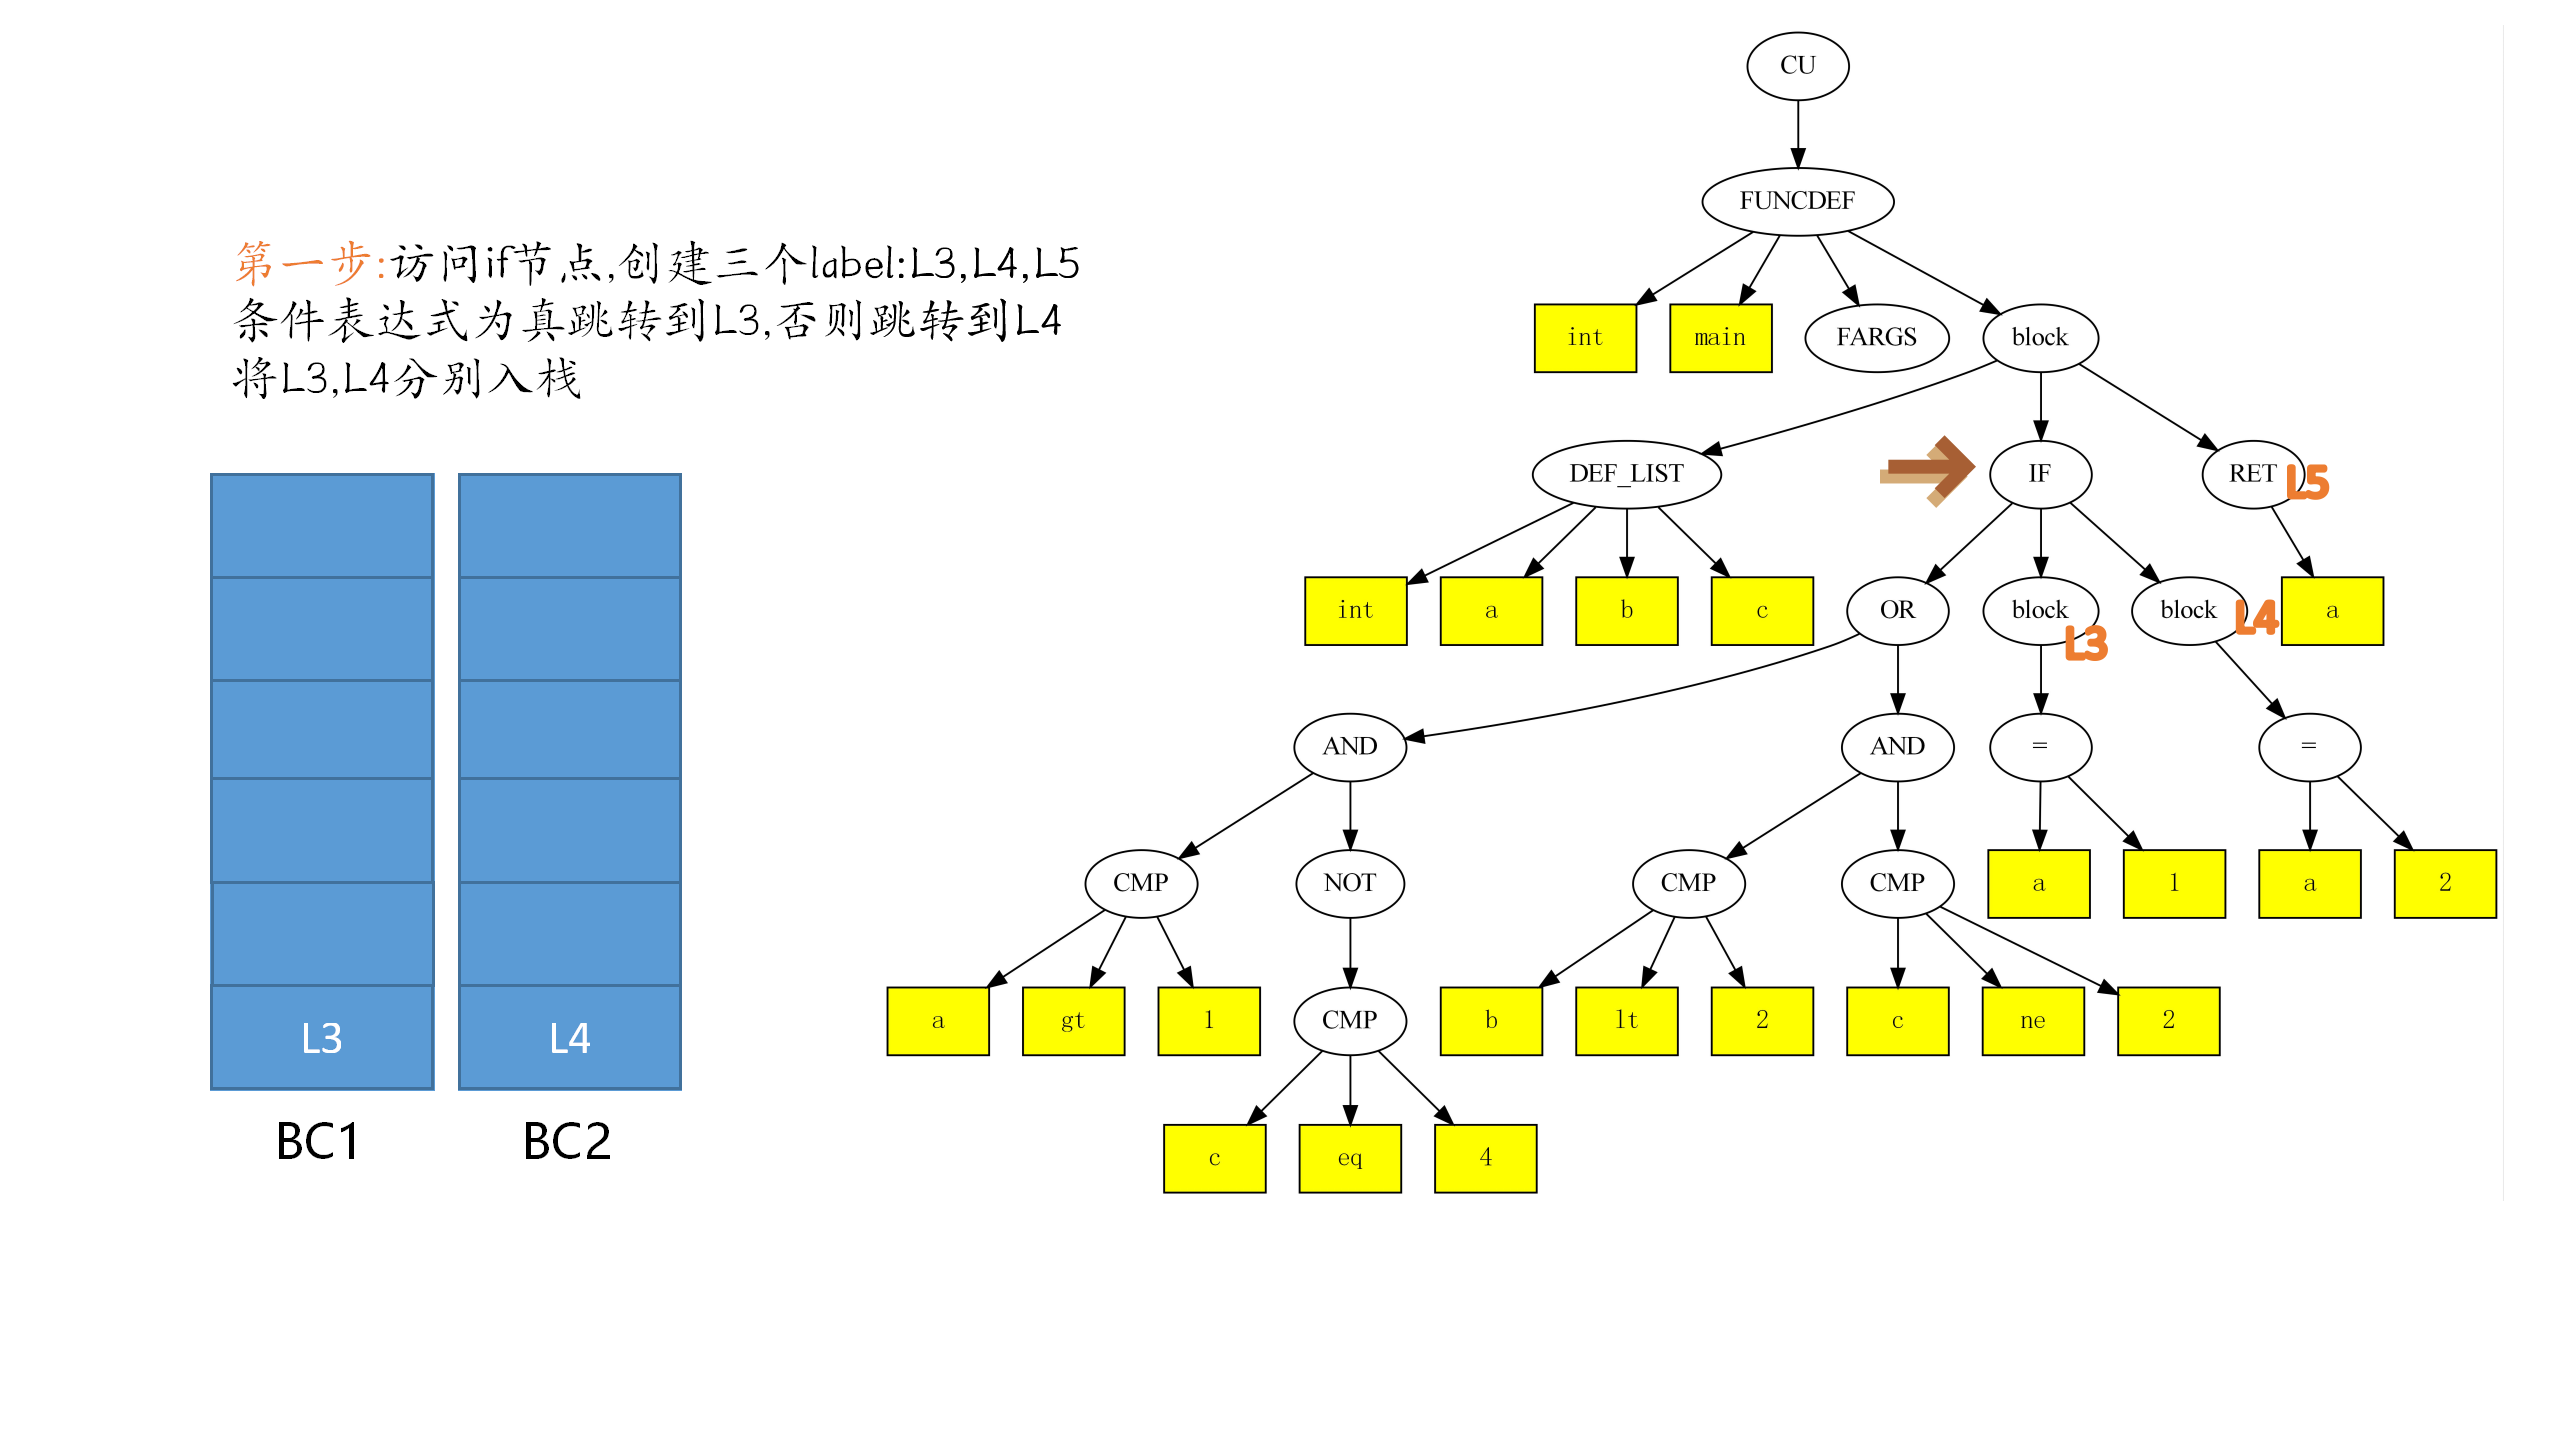 第一步:访问if节点,创建三个label:L3,L4,L5
条件表达式为真跳转到L3,否则跳转到L4
将L3,L4分别入栈
L3 L4
BC1 BC2
CU
FUNCDEF
int main FARGS block
DEF_LIST IF RET L5
int a b c OR block L3 block L4 a
AND AND = =
CMP NOT CMP CMP a 1 a 2
a gt 1 CMP b lt 2 c ne 2
c eq 4